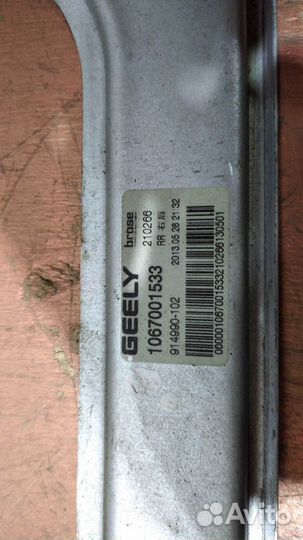 GEELY
brose
1067001533
210266
914990-102
RR 右后
2013.05.28 21:32
000001067001533210266130501
Avito